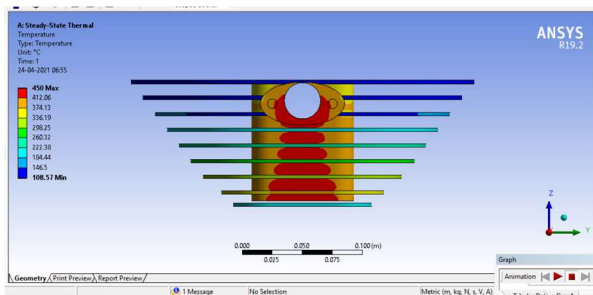 A: Steady-State Thermal
Temperature
Type: Temperature
Unit: °C
Time: 1
24-04-2021 06:55
450 Max
412.06
374.13
336.19
298.25
260.32
222.38
184.44
146.5
108.57 Min
ANSYS
R19.2
Z
Y
0.000
0.050
0.100 (m)
0.025
0.075
Graph
Animation
Geometry
Print Preview
Report Preview
1 Message
No Selection
Metric (m, kg, N, s, V, A)